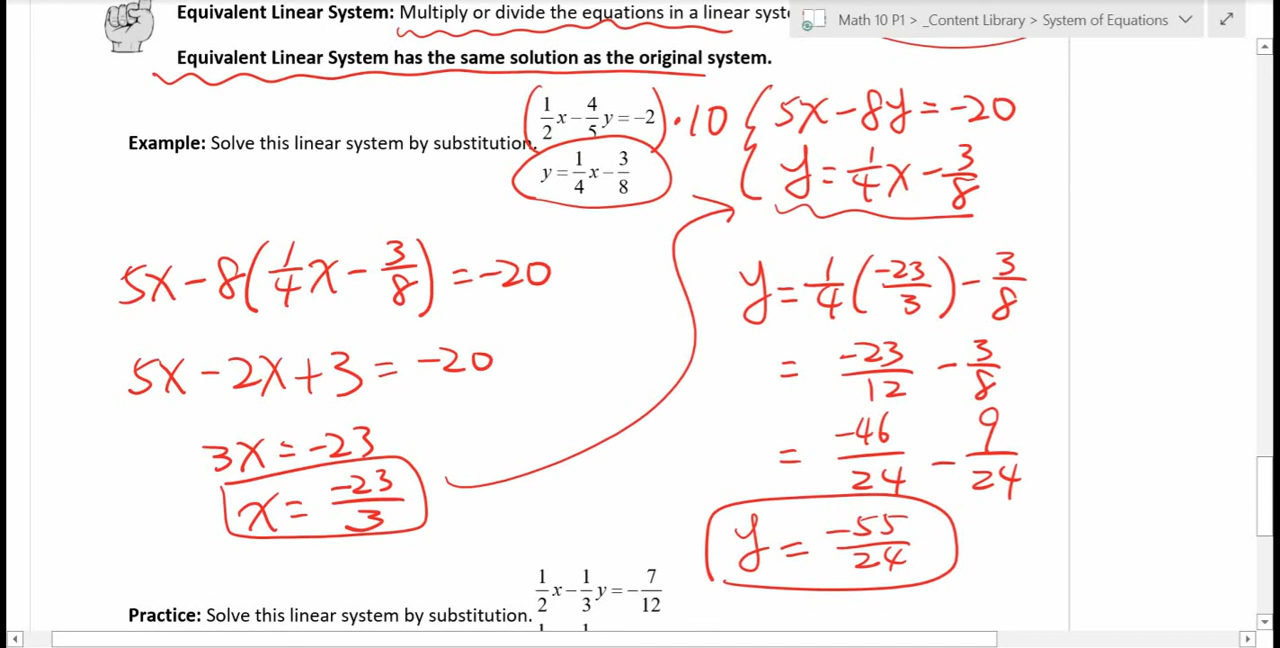 Equivalent Linear System: Multiply or divide the equations in a linear syst
Math 10 P1 > _Content Library > System of Equations
Equivalent Linear System has the same solution as the original system.
Example: Solve this linear system by substitution.
(1/2x - 4/5y = -2) · 10
y = 1/4x - 3/8
{ 5x - 8y = -20
y = 1/4x - 3/8
5x - 8(1/4x - 3/8) = -20
5x - 2x + 3 = -20
3x = -23
x = -23/3
y = 1/4(-23/3) - 3/8
= -23/12 - 3/8
= -46/24 - 9/24
y = -55/24
Practice: Solve this linear system by substitution.
1/2x - 1/3y = -7/12